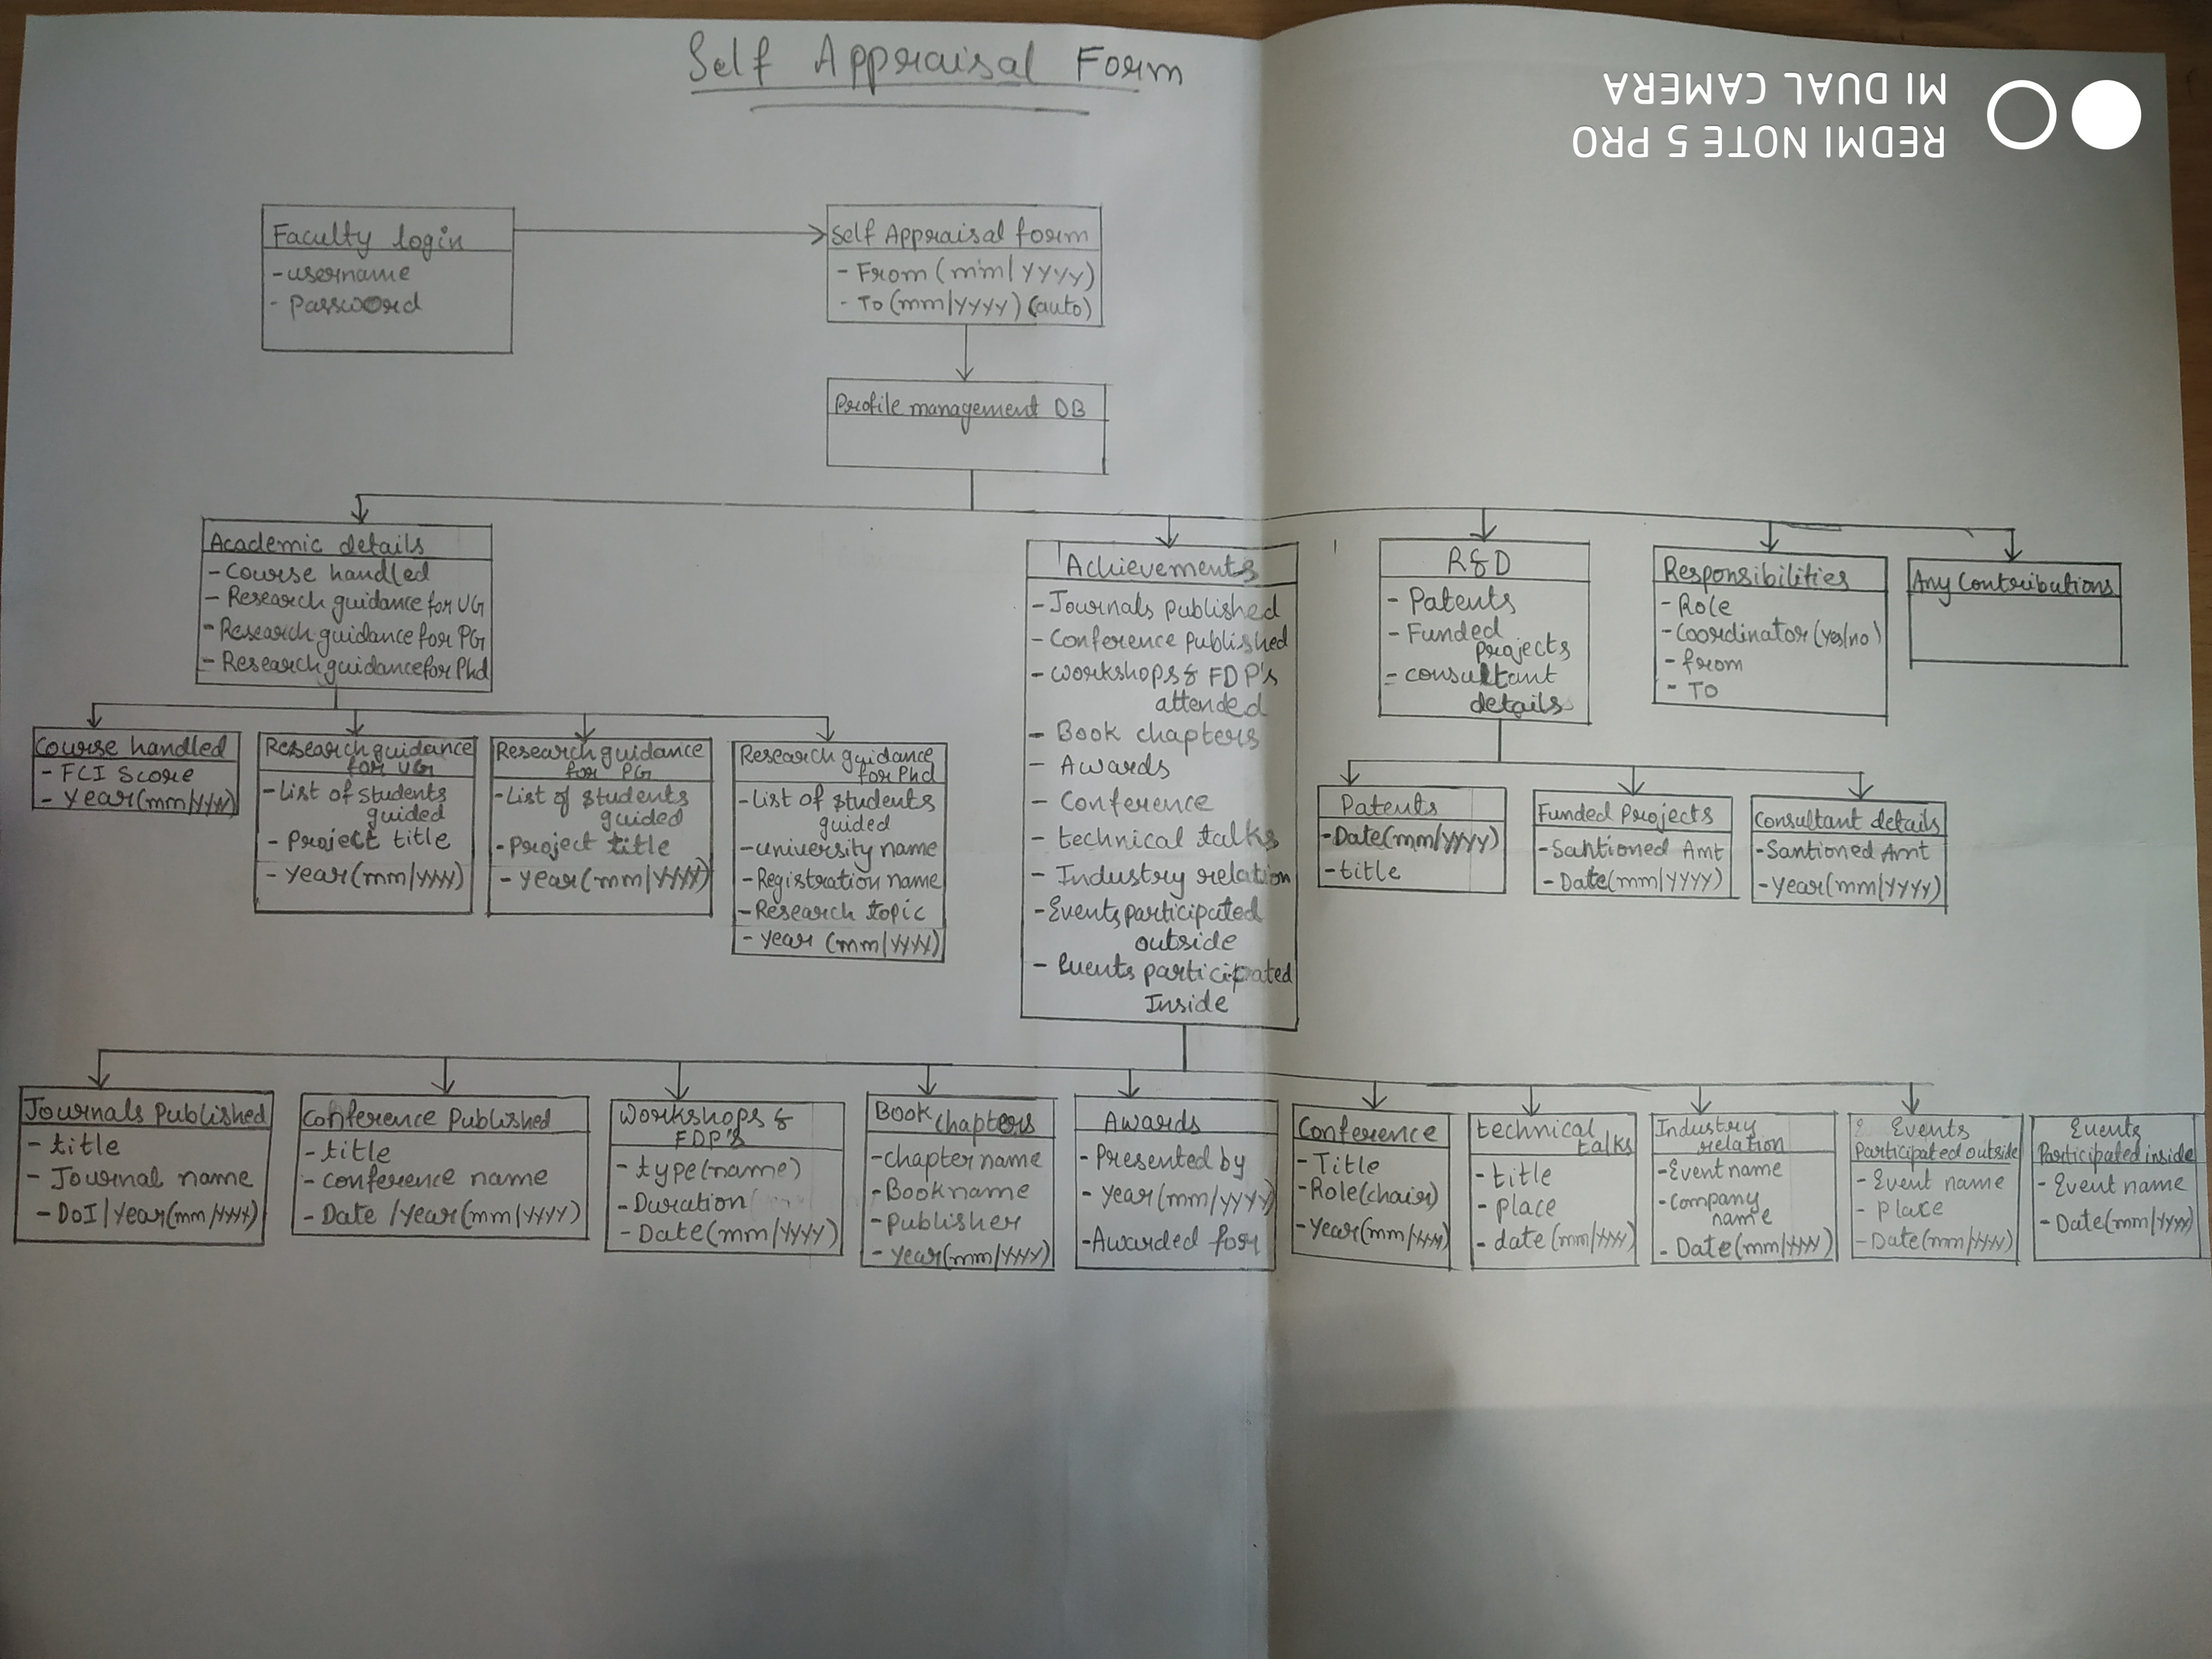 Self Appraisal Form
Faculty login
- username
- Password
Self Appraisal form
- From (mm/yyyy)
- To (mm/yyyy) (auto)
Profile management DB
Academic details
- course handled
- Research guidance for UG
- Research guidance for PG
- Research guidance for Phd
Achievements
- Journals Published
- Conference Published
- workshops & FDP's
attended
- Book chapters
- Awards
- Conference
- technical talks
- Industry relation
- Events participated
outside
- Events participated
Inside
R&D
- Patents
- Funded
projects
- consultant
details
Responsibilities
- Role
- coordinator (yes/no)
- from
- To
Any Contributions
Course handled
- FCI Score
- Year (mm/yyyy)
Research guidance
for UG
- List of students
guided
- Project title
- Year (mm/yyyy)
Research guidance
for PG
- List of students
guided
- Project title
- Year (mm/yyyy)
Research guidance
for Phd
- List of students
guided
- university name
- Registration name
- Research topic
- year (mm/yyyy)
Patents
- Date (mm/yyyy)
- title
Funded Projects
- Santioned Amt
- Date (mm/yyyy)
Consultant details
- Santioned Amt
- Year (mm/yyyy)
Journals Published
- title
- Journal name
- DOI/Year (mm/yyyy)
Conference Published
- title
- conference name
- Date/Year (mm/yyyy)
Workshops &
FDP's
- type (name)
- Duration
- Date (mm/yyyy)
Book chapters
- chapter name
- Book name
- Publisher
- Year (mm/yyyy)
Awards
- Presented by
- year (mm/yyyy)
- Awarded for
Conference
- Title
- Role (chair)
- Year (mm/yyyy)
technical
talks
- title
- Place
- date (mm/yyyy)
Industry
relation
- Event name
- company
name
- Date (mm/yyyy)
Events
Participated outside
- Event name
- place
- Date (mm/yyyy)
Events
Participated inside
- Event name
- Date (mm/yyyy)
REDMI NOTE 5 PRO
MI DUAL CAMERA